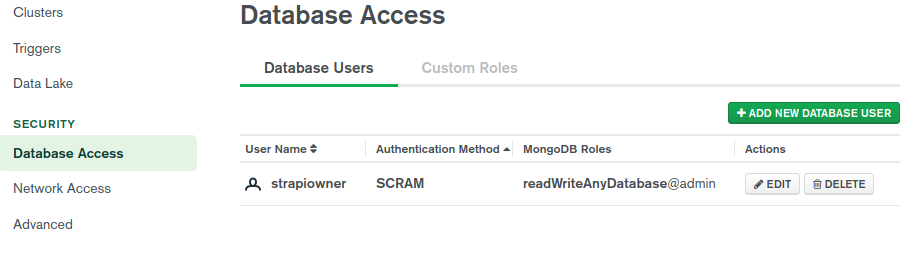 Clusters
Triggers
Data Lake
SECURITY
Database Access
Network Access
Advanced
Database Access
Database Users Custom Roles
+ ADD NEW DATABASE USER
User Name Authentication Method MongoDB Roles Actions
strapiowner SCRAM readWriteAnyDatabase@admin EDIT DELETE